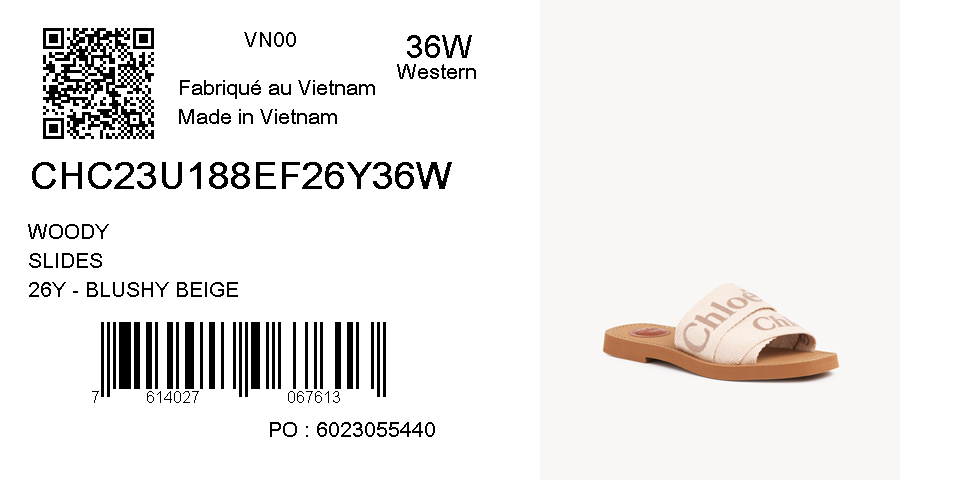 VN00
36W
Western
Fabriqué au Vietnam
Made in Vietnam
CHC23U188EF26Y36W
WOODY
SLIDES
26Y - BLUSHY BEIGE
7 614027 067613
PO : 6023055440
Chloé
Ch